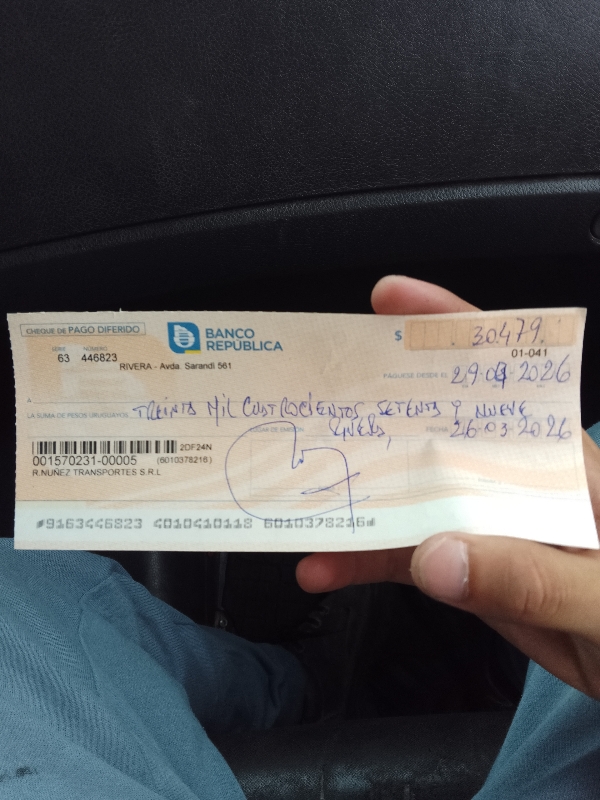 CHEQUE DE PAGO DIFERIDO
BANCO REPÚBLICA
$ 30.479.
SERIE NÚMERO
63 446823
RIVERA - Avda. Sarandí 561
01-041
PÁGUESE DESDE EL 29 03 2026
A
LA SUMA DE PESOS URUGUAYOS TREINTA MIL CUATROCIENTOS, SETENTA Y NUEVE
LUGAR DE EMISIÓN RIVERA, FECHA 26-03 2026
2DF24N
001570231-00005 (6010378216)
R.NUÑEZ TRANSPORTES S.R.L
9163446823 4010410118 6010378216